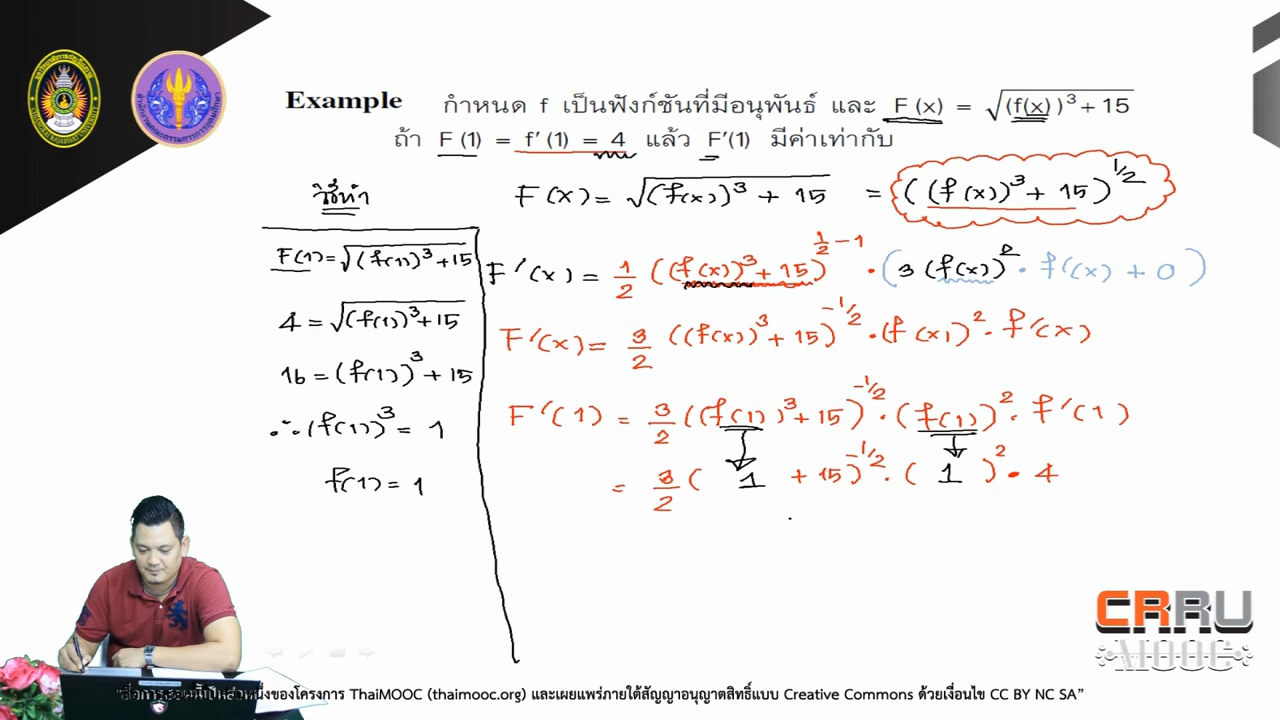 Example กำหนด f เป็นฟังก์ชันที่มีอนุพันธ์ และ F (x) = √((f(x))³ + 15)
ถ้า F (1) = f′ (1) = 4 แล้ว F′(1) มีค่าเท่ากับ
วิธีทำ
F(x) = √((f(x))³ + 15) = ((f(x))³ + 15)^(1/2)
F(1) = √((f(1))³ + 15)
4 = √((f(1))³ + 15)
16 = (f(1))³ + 15
∴ (f(1))³ = 1
f(1) = 1
F′(x) = 1/2 ((f(x))³ + 15)^(1/2 − 1) · (3 (f(x))² · f′(x) + 0)
F′(x) = 3/2 ((f(x))³ + 15)^(−1/2) · (f(x))² · f′(x)
F′(1) = 3/2 ((f(1))³ + 15)^(−1/2) · (f(1))² · f′(1)
= 3/2 ( 1 + 15)^(−1/2) · ( 1 )² · 4
CRRU
MOOC
“สื่อการสอนนี้เป็นส่วนหนึ่งของโครงการ ThaiMOOC (thaimooc.org) และเผยแพร่ภายใต้สัญญาอนุญาตสิทธิ์แบบ Creative Commons ด้วยเงื่อนไข CC BY NC SA”